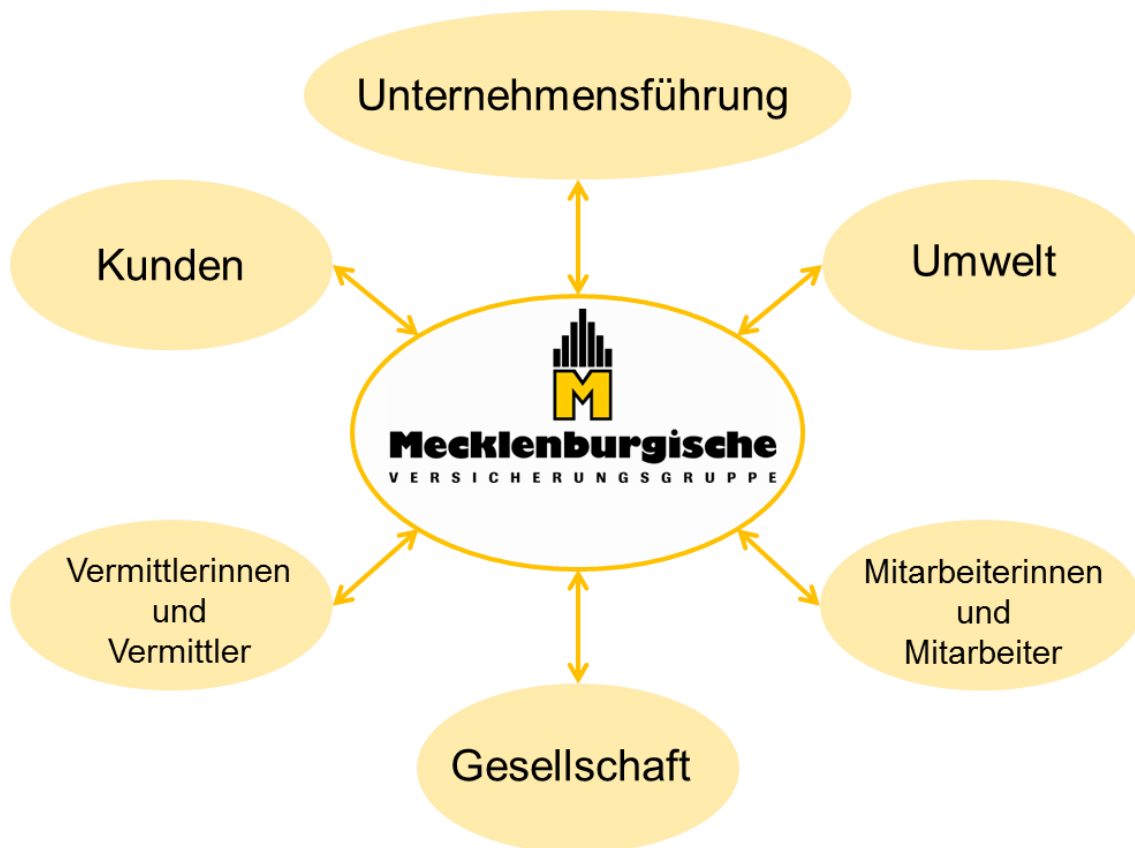 Unternehmensführung
Kunden
Umwelt
M
Mecklenburgische
VERSICHERUNGSGRUPPE
Vermittlerinnen
und
Vermittler
Mitarbeiterinnen
und
Mitarbeiter
Gesellschaft